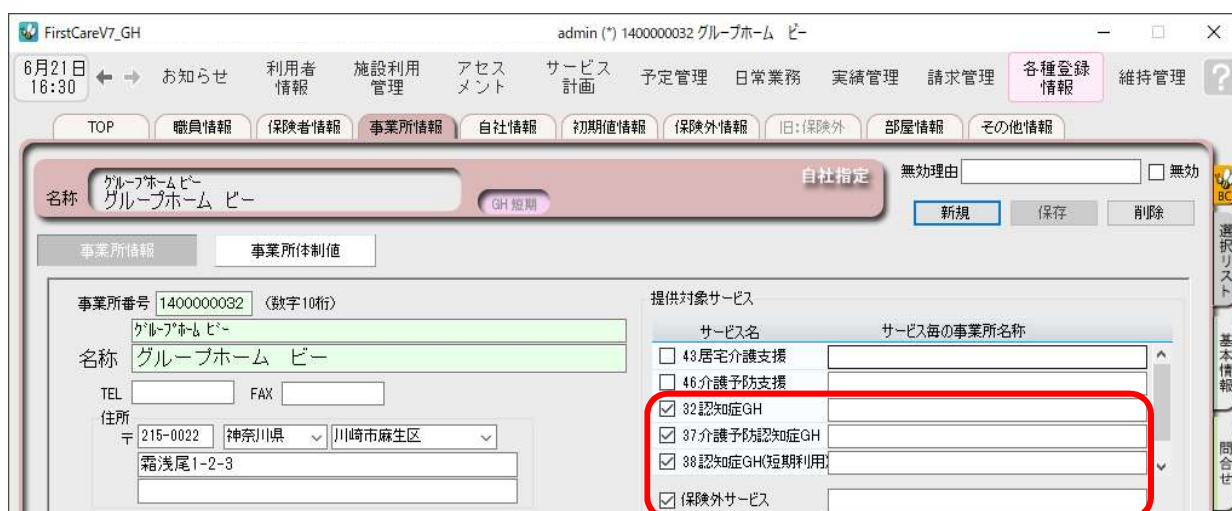 FirstCareV7_GH
admin (*) 1400000032 グループホーム ビー
6月21日
16:30
お知らせ
利用者
情報
施設利用
管理
アセス
メント
サービス
計画
予定管理
日常業務
実績管理
請求管理
各種登録
情報
維持管理
?
TOP
職員情報
保険者情報
事業所情報
自社情報
初期値情報
保険外情報
旧:保険外
部屋情報
その他情報
名称
グループホーム ビー
グループホーム ビー
GH 短期
自社指定
無効理由
無効
新規
保存
削除
事業所情報
事業所体制値
事業所番号 1400000032 (数字10桁)
グループホーム ビー
名称 グループホーム ビー
TEL
FAX
住所
〒 215-0022 神奈川県 川崎市麻生区
霜浅尾1-2-3
提供対象サービス
サービス名
サービス毎の事業所名称
43居宅介護支援
46介護予防支援
32認知症GH
37介護予防認知症GH
38認知症GH(短期利用)
保険外サービス
BC
選択リスト
基本情報
問合せ